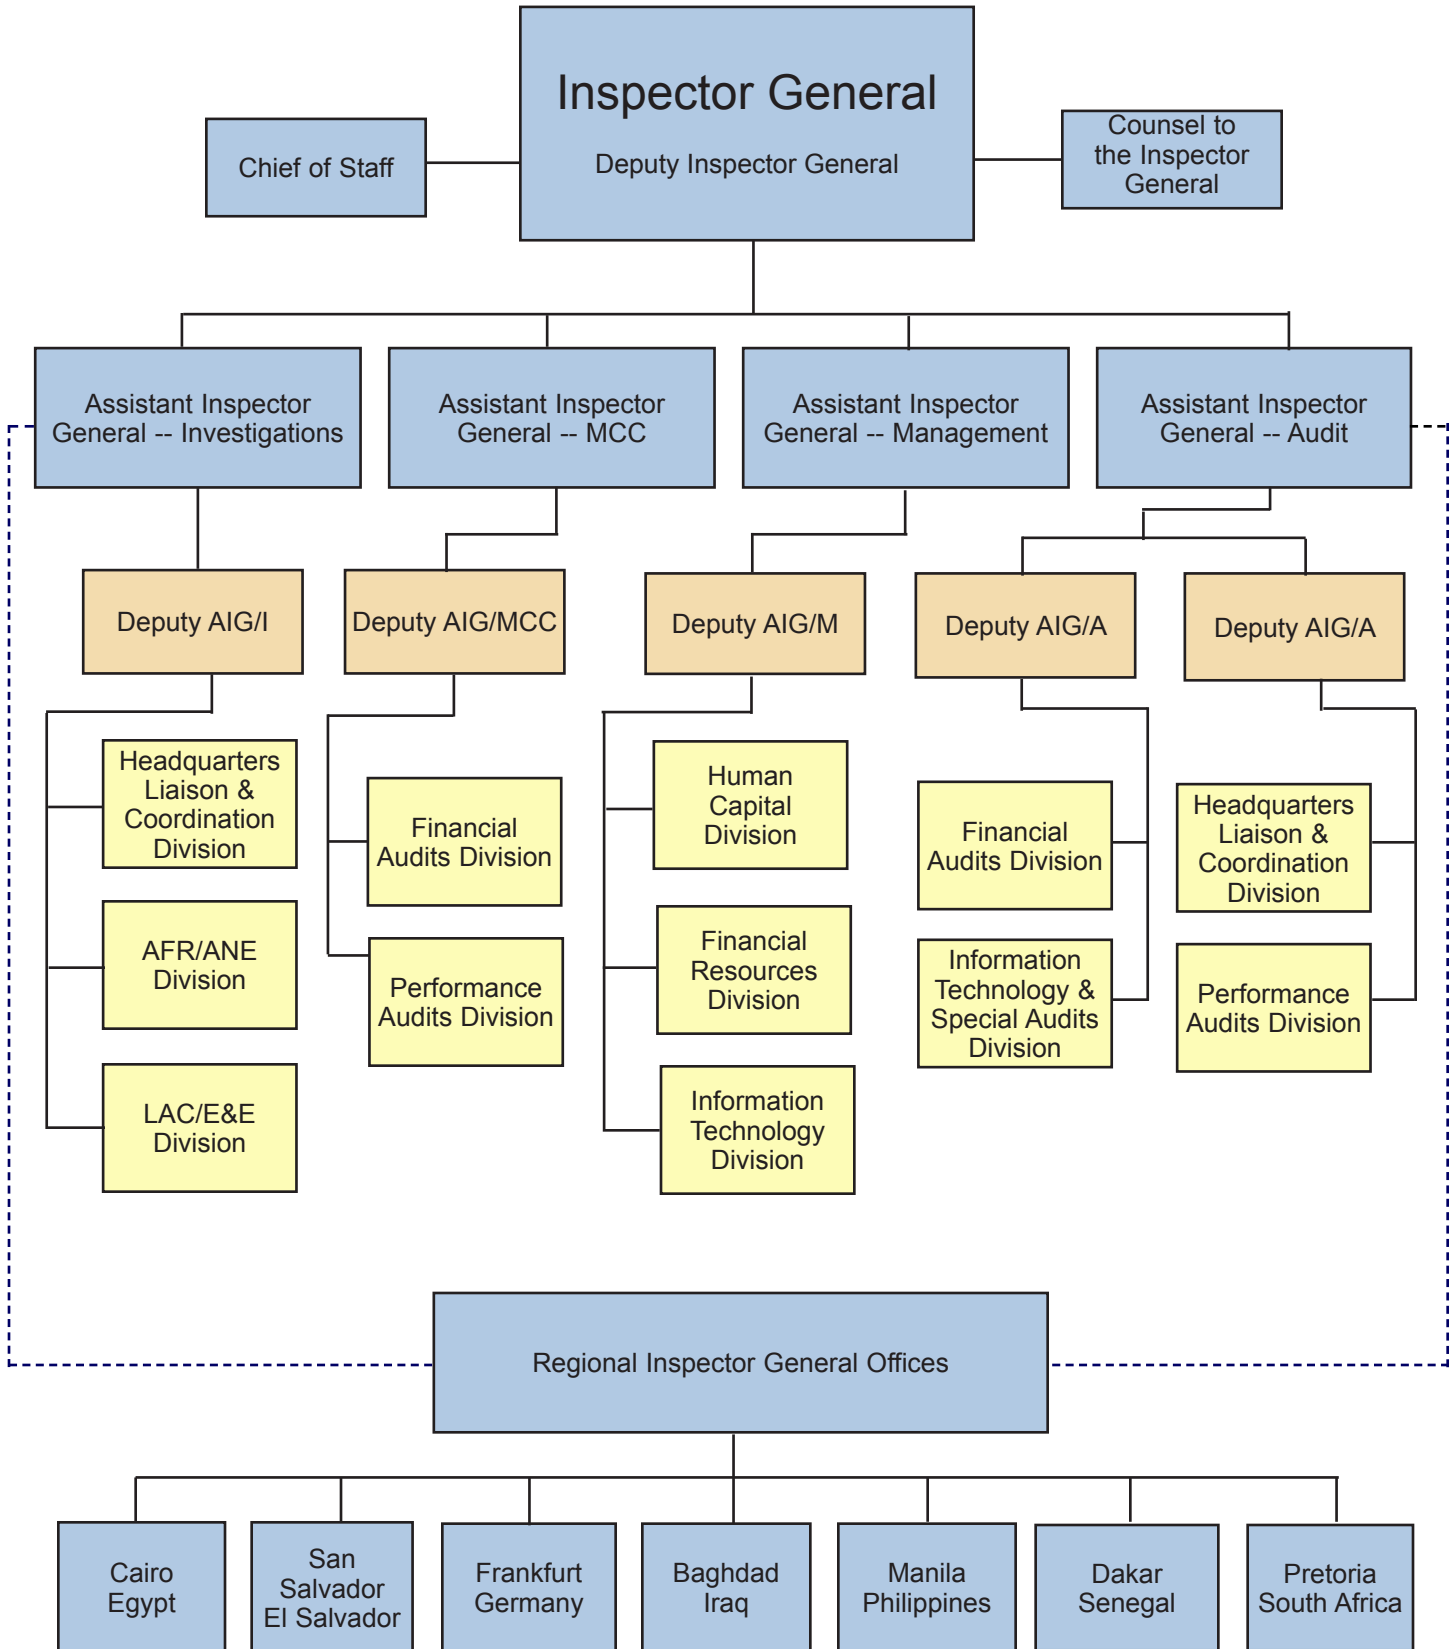 Inspector General
Deputy Inspector General
Chief of Staff
Counsel to
the Inspector
General
Assistant Inspector
General -- Investigations
Assistant Inspector
General -- MCC
Assistant Inspector
General -- Management
Assistant Inspector
General -- Audit
Deputy AIG/I
Deputy AIG/MCC
Deputy AIG/M
Deputy AIG/A
Deputy AIG/A
Headquarters
Liaison &
Coordination
Division
AFR/ANE
Division
LAC/E&E
Division
Financial
Audits Division
Performance
Audits Division
Human
Capital
Division
Financial
Resources
Division
Information
Technology
Division
Financial
Audits Division
Information
Technology &
Special Audits
Division
Headquarters
Liaison &
Coordination
Division
Performance
Audits Division
Regional Inspector General Offices
Cairo
Egypt
San
Salvador
El Salvador
Frankfurt
Germany
Baghdad
Iraq
Manila
Philippines
Dakar
Senegal
Pretoria
South Africa